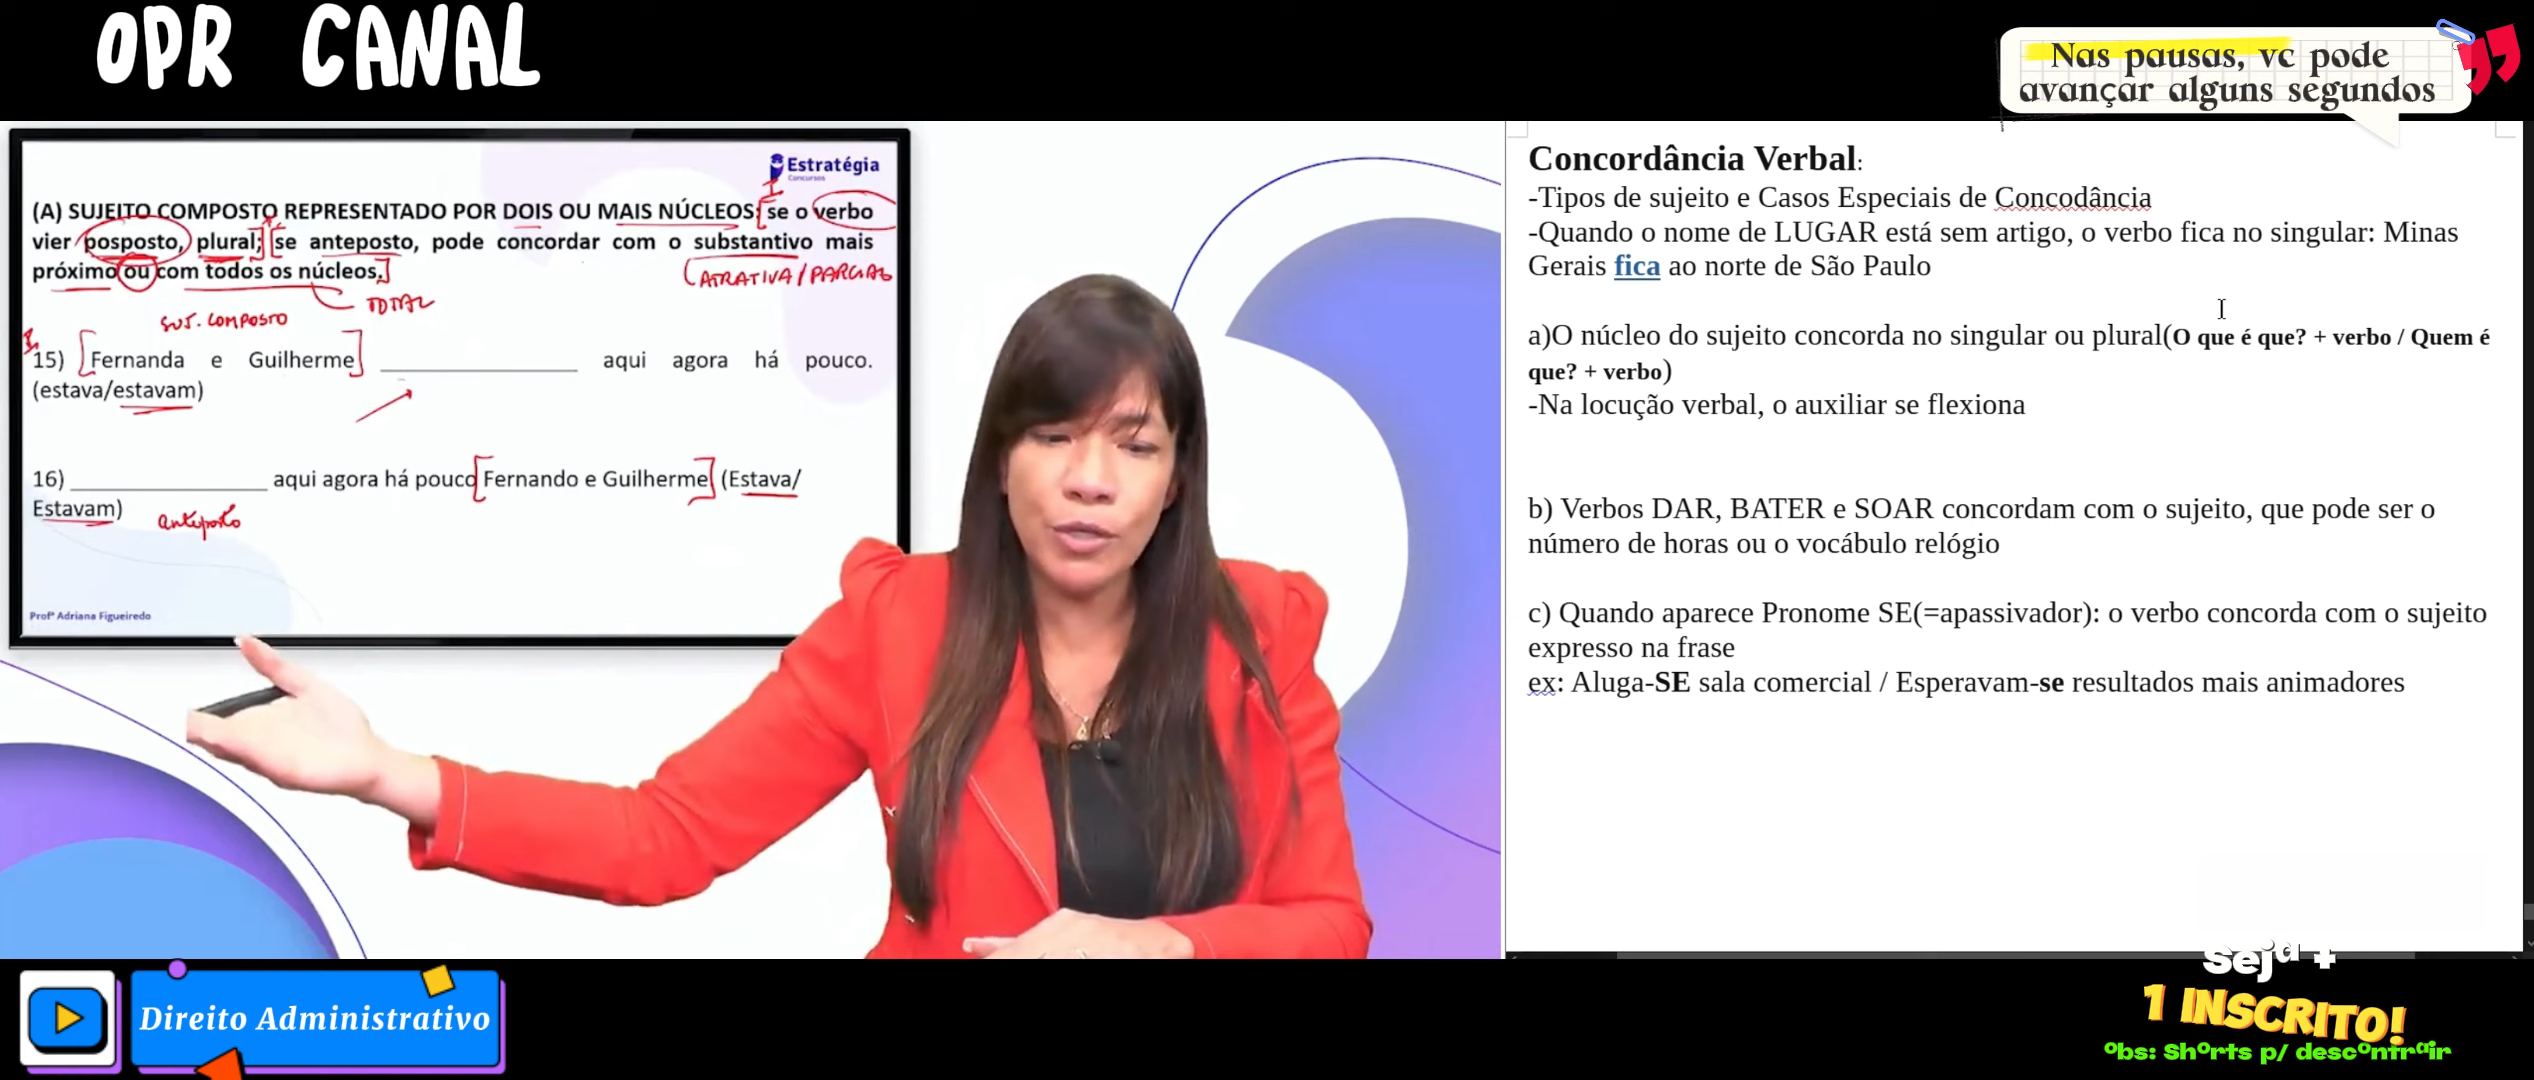 OPR CANAL
Nas pausas, vc pode
avançar alguns segundos
Estratégia
Concursos
(A) SUJEITO COMPOSTO REPRESENTADO POR DOIS OU MAIS NÚCLEOS: se o verbo
vier posposto, plural; se anteposto, pode concordar com o substantivo mais
próximo ou com todos os núcleos.
(ATRATIVA/PARCIAL
TOTAL
SUJ. COMPOSTO
15) Fernanda e Guilherme ________________ aqui agora há pouco.
(estava/estavam)
16) ________________ aqui agora há pouco Fernando e Guilherme (Estava/
Estavam)
anteposto
Profª Adriana Figueiredo
Concordância Verbal:
-Tipos de sujeito e Casos Especiais de Concodância
-Quando o nome de LUGAR está sem artigo, o verbo fica no singular: Minas
Gerais fica ao norte de São Paulo
a)O núcleo do sujeito concorda no singular ou plural(O que é que? + verbo / Quem é
que? + verbo)
-Na locução verbal, o auxiliar se flexiona
b) Verbos DAR, BATER e SOAR concordam com o sujeito, que pode ser o
número de horas ou o vocábulo relógio
c) Quando aparece Pronome SE(=apassivador): o verbo concorda com o sujeito
expresso na frase
ex: Aluga-SE sala comercial / Esperavam-se resultados mais animadores
Direito Administrativo
Seja +
1 INSCRITO!
obs: Shorts p/ descontrair